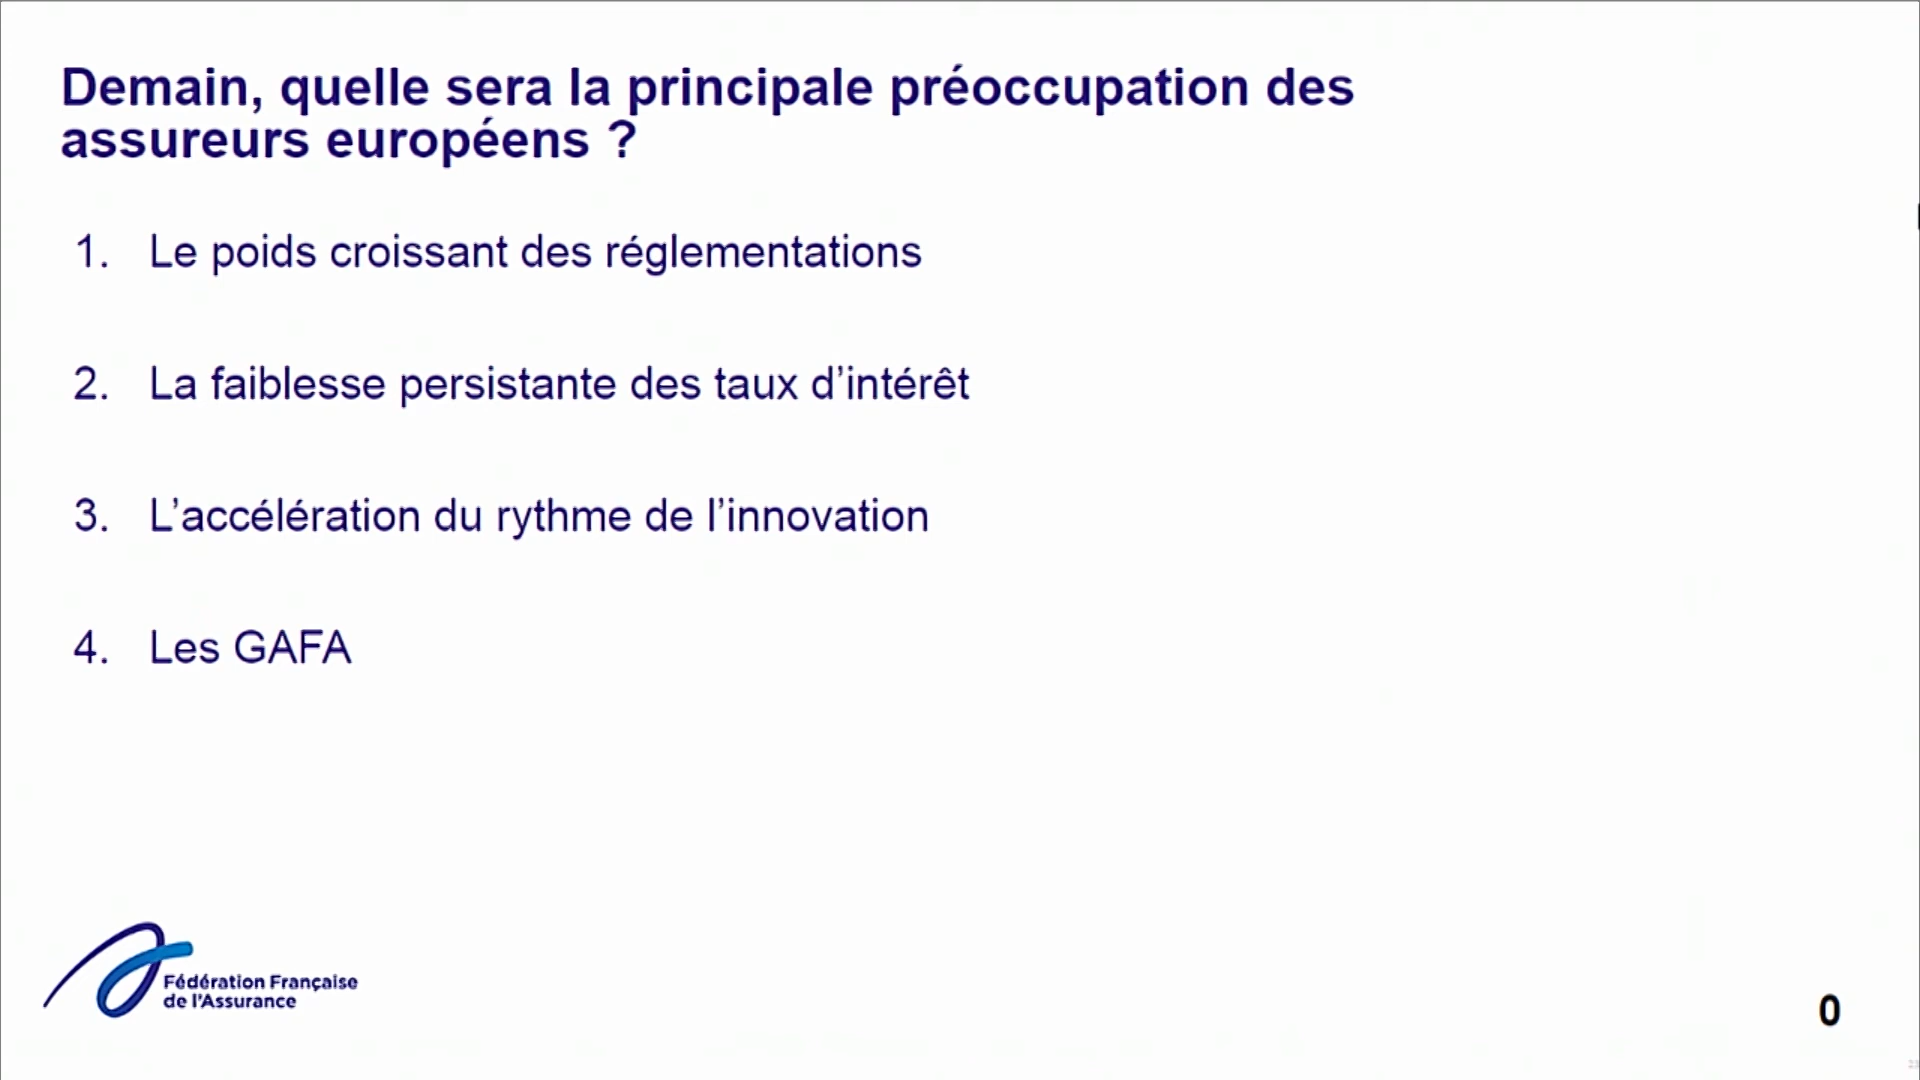 Demain, quelle sera la principale préoccupation des
assureurs européens ?
1. Le poids croissant des réglementations
2. La faiblesse persistante des taux d’intérêt
3. L’accélération du rythme de l’innovation
4. Les GAFA
Fédération Française
de l'Assurance
0